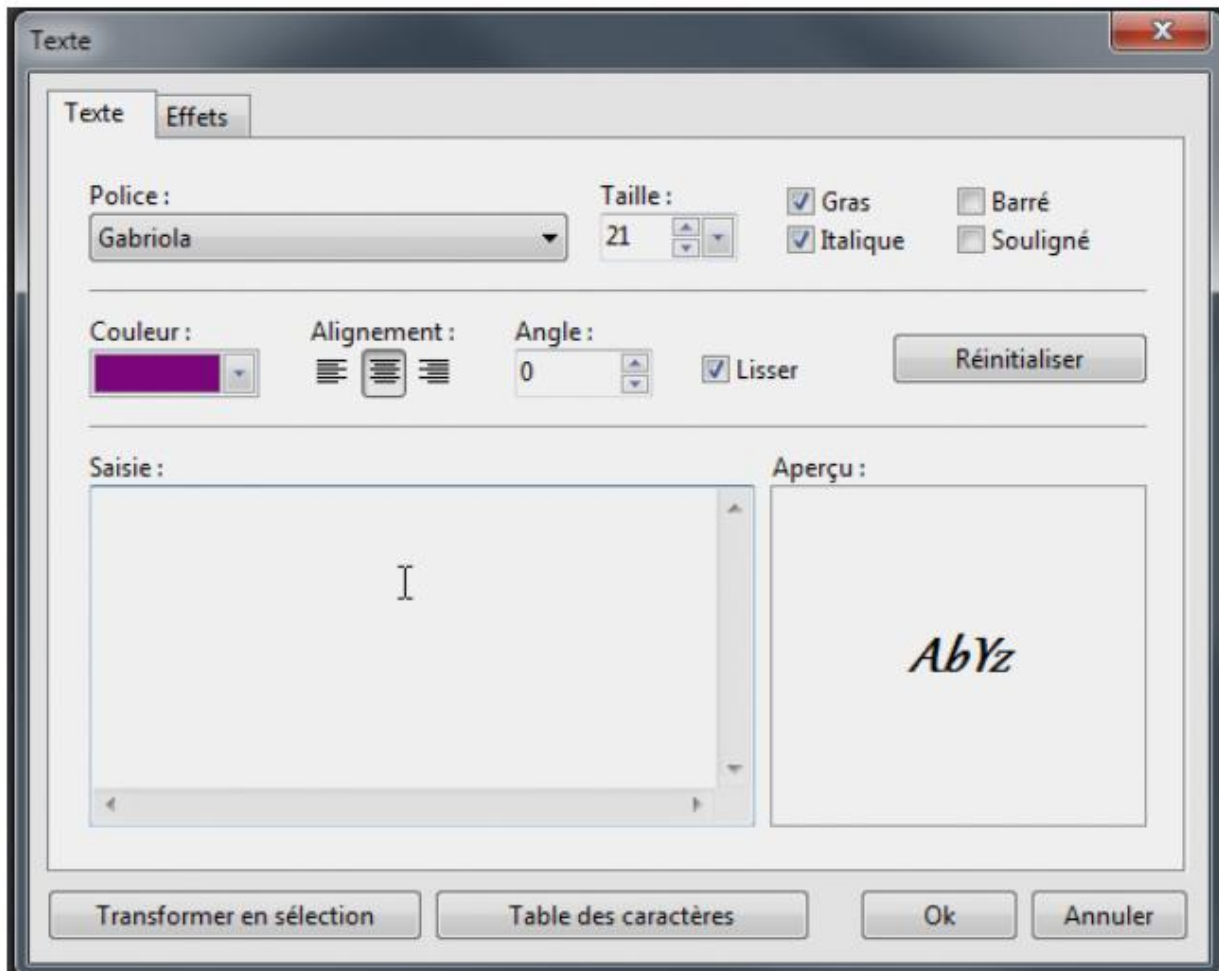 Texte
Texte Effets
Police : Taille : Gras Barré
Gabriola 21 Italique Souligné
Couleur : Alignement : Angle :
0 Lisser Réinitialiser
Saisie : Aperçu :
AbYz
Transformer en sélection Table des caractères Ok Annuler